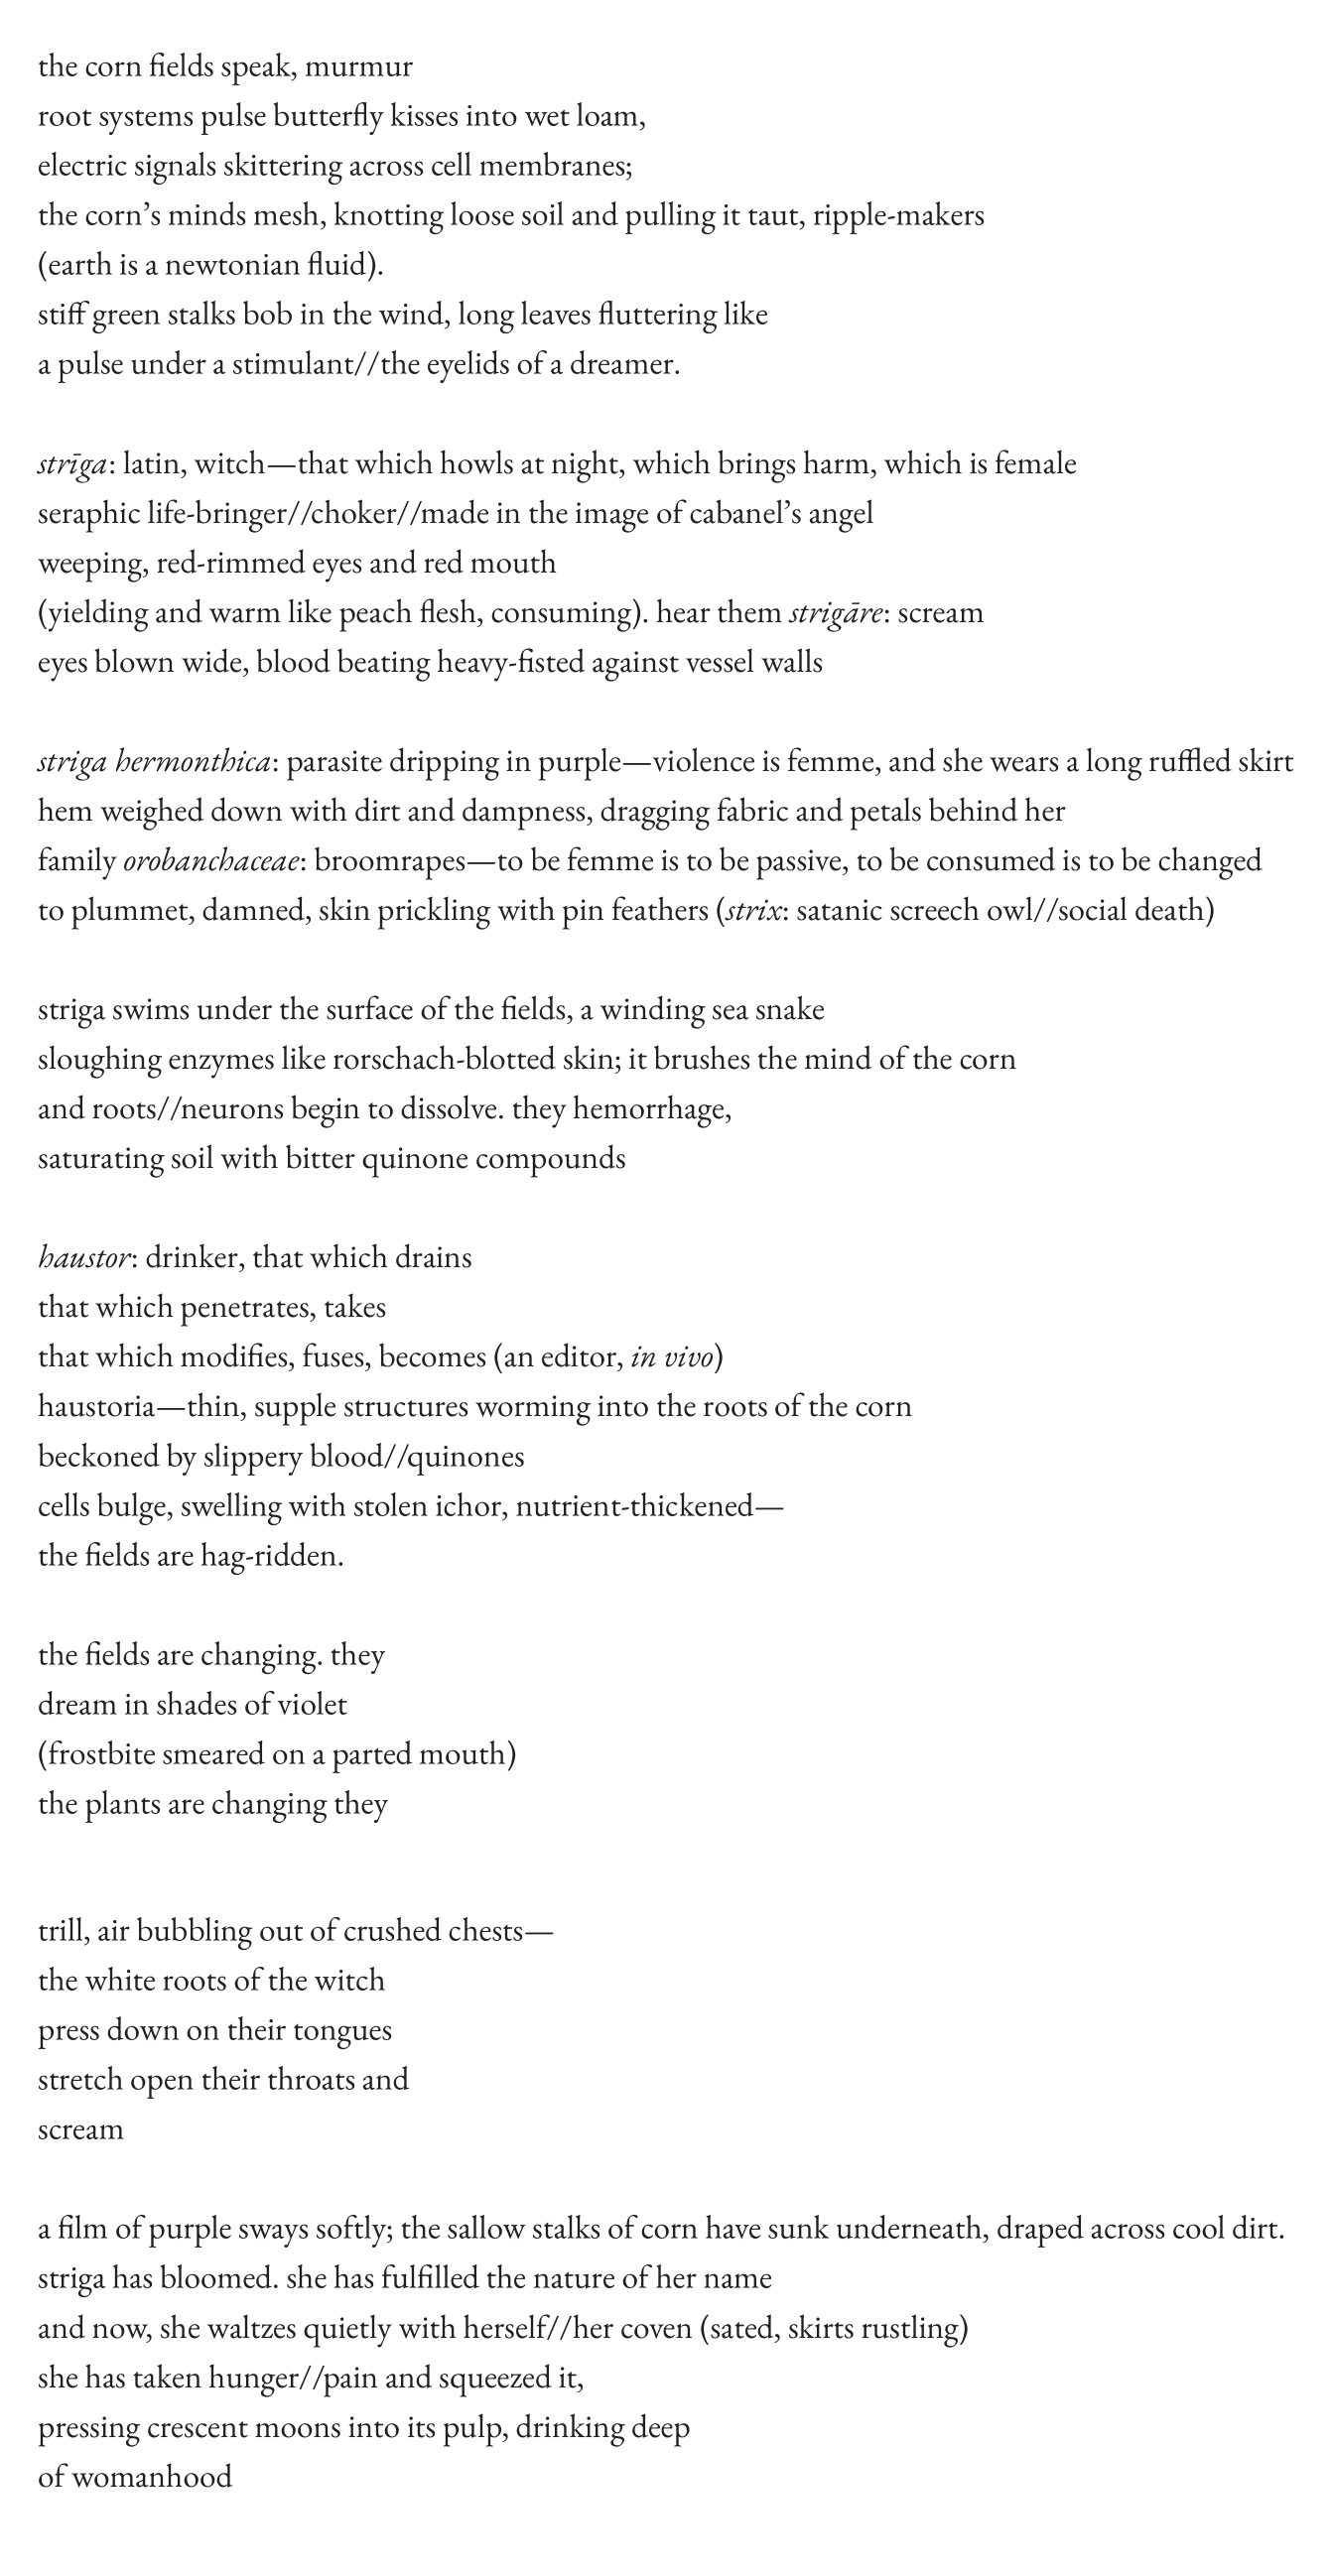 the corn fields speak, murmur
root systems pulse butterfly kisses into wet loam,
electric signals skittering across cell membranes;
the corn’s minds mesh, knotting loose soil and pulling it taut, ripple-makers
(earth is a newtonian fluid).
stiff green stalks bob in the wind, long leaves fluttering like
a pulse under a stimulant//the eyelids of a dreamer.

strīga: latin, witch—that which howls at night, which brings harm, which is female
seraphic life-bringer//choker//made in the image of cabanel’s angel
weeping, red-rimmed eyes and red mouth
(yielding and warm like peach flesh, consuming). hear them strigāre: scream
eyes blown wide, blood beating heavy-fisted against vessel walls

striga hermonthica: parasite dripping in purple—violence is femme, and she wears a long ruffled skirt
hem weighed down with dirt and dampness, dragging fabric and petals behind her
family orobanchaceae: broomrapes—to be femme is to be passive, to be consumed is to be changed
to plummet, damned, skin prickling with pin feathers (strix: satanic screech owl//social death)

striga swims under the surface of the fields, a winding sea snake
sloughing enzymes like rorschach-blotted skin; it brushes the mind of the corn
and roots//neurons begin to dissolve. they hemorrhage,
saturating soil with bitter quinone compounds

haustor: drinker, that which drains
that which penetrates, takes
that which modifies, fuses, becomes (an editor, in vivo)
haustoria—thin, supple structures worming into the roots of the corn
beckoned by slippery blood//quinones
cells bulge, swelling with stolen ichor, nutrient-thickened—
the fields are hag-ridden.

the fields are changing. they
dream in shades of violet
(frostbite smeared on a parted mouth)
the plants are changing they

trill, air bubbling out of crushed chests—
the white roots of the witch
press down on their tongues
stretch open their throats and
scream

a film of purple sways softly; the sallow stalks of corn have sunk underneath, draped across cool dirt.
striga has bloomed. she has fulfilled the nature of her name
and now, she waltzes quietly with herself//her coven (sated, skirts rustling)
she has taken hunger//pain and squeezed it,
pressing crescent moons into its pulp, drinking deep
of womanhood